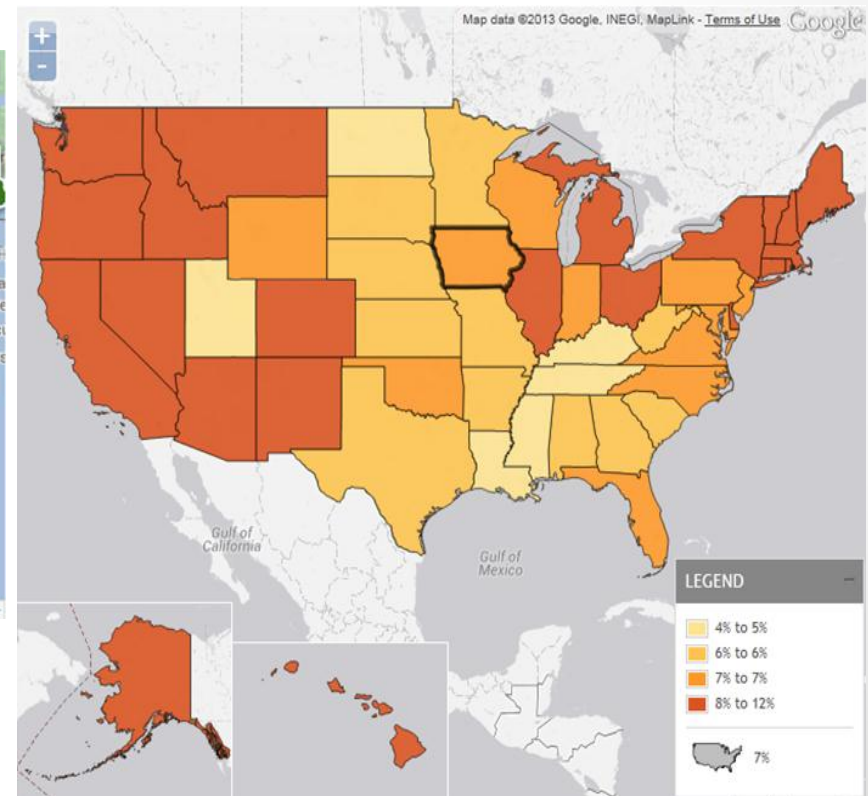 Map data ©2013 Google, INEGI, MapLink - Terms of Use Google
+
-
Gulf of
California
Gulf of
Mexico
LEGEND –
4% to 5%
6% to 6%
7% to 7%
8% to 12%
7%